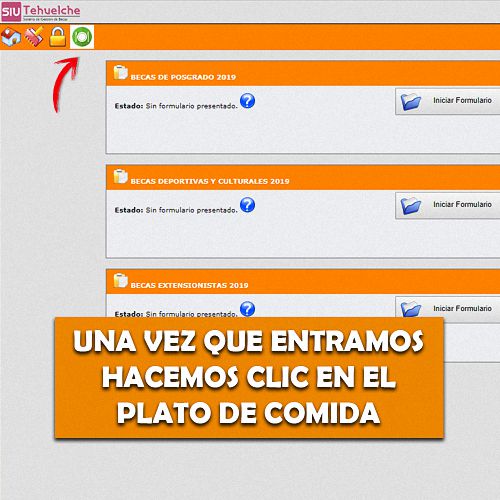 SIU Tehuelche
Sistema de Gestión de Becas
BECAS DE POSGRADO 2019
Estado: Sin formulario presentado. ?
Iniciar Formulario
BECAS DEPORTIVAS Y CULTURALES 2019
Estado: Sin formulario presentado. ?
Iniciar Formulario
BECAS EXTENSIONISTAS 2019
Estado: Sin formulario presentado. ?
Iniciar Formulario
UNA VEZ QUE ENTRAMOS
HACEMOS CLIC EN EL
PLATO DE COMIDA